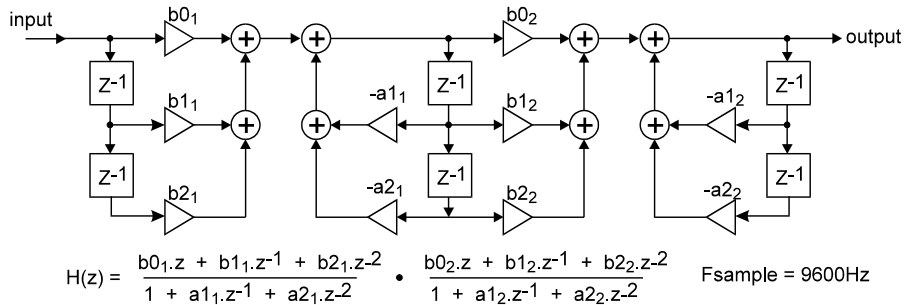 input
b0₁
b0₂
output
z⁻¹
z⁻¹
z⁻¹
z⁻¹
z⁻¹
z⁻¹
b1₁
-a1₁
b1₂
-a1₂
b2₁
-a2₁
b2₂
-a2₂
+
+
+
+
+
+
+
+
H(z) = b0₁.z + b1₁.z⁻¹ + b2₁.z⁻² • b0₂.z + b1₂.z⁻¹ + b2₂.z⁻² Fsample = 9600Hz
1 + a1₁.z⁻¹ + a2₁.z⁻² 1 + a1₂.z⁻¹ + a2₂.z⁻²